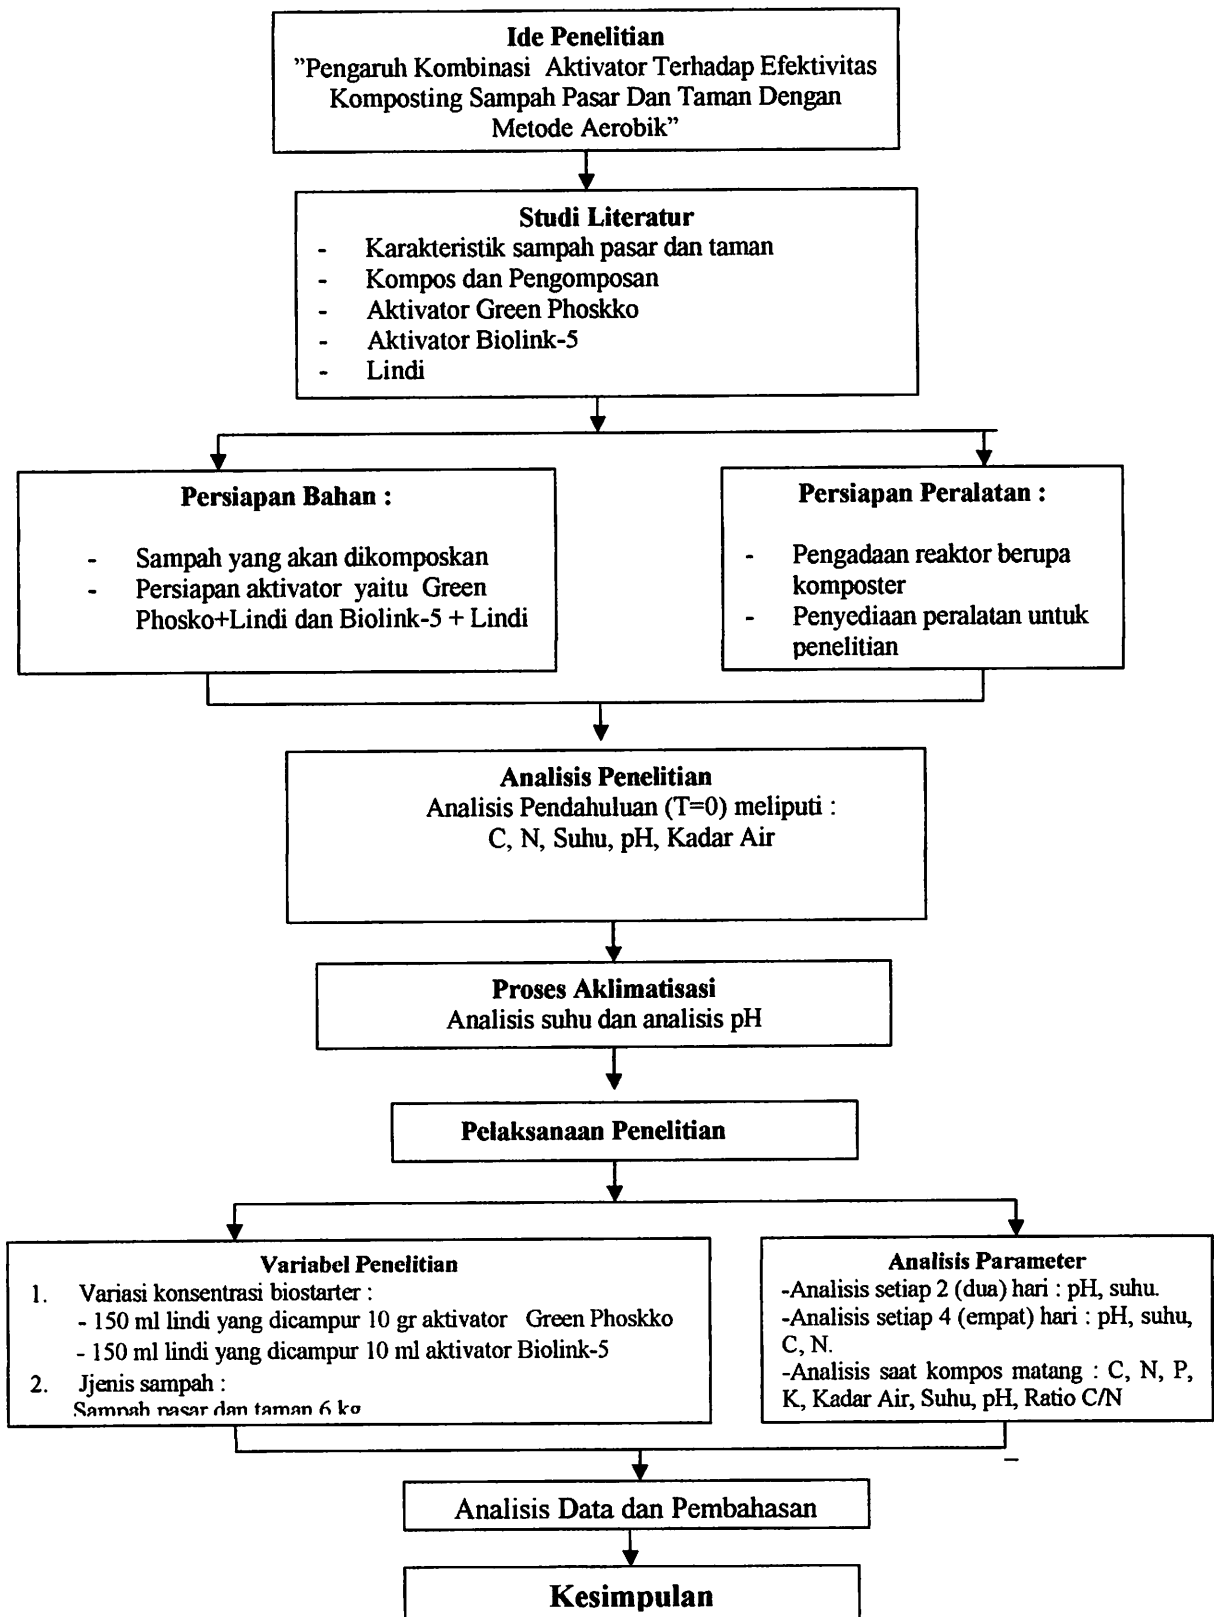 Ide Penelitian
”Pengaruh Kombinasi Aktivator Terhadap Efektivitas
Komposting Sampah Pasar Dan Taman Dengan
Metode Aerobik”
Studi Literatur
- Karakteristik sampah pasar dan taman
- Kompos dan Pengomposan
- Aktivator Green Phoskko
- Aktivator Biolink-5
- Lindi
Persiapan Bahan :
- Sampah yang akan dikomposkan
- Persiapan aktivator yaitu Green
Phosko+Lindi dan Biolink-5 + Lindi
Persiapan Peralatan :
- Pengadaan reaktor berupa
komposter
- Penyediaan peralatan untuk
penelitian
Analisis Penelitian
Analisis Pendahuluan (T=0) meliputi :
C, N, Suhu, pH, Kadar Air
Proses Aklimatisasi
Analisis suhu dan analisis pH
Pelaksanaan Penelitian
Variabel Penelitian
1. Variasi konsentrasi biostarter :
- 150 ml lindi yang dicampur 10 gr aktivator Green Phoskko
- 150 ml lindi yang dicampur 10 ml aktivator Biolink-5
2. Jjenis sampah :
Sampah pasar dan taman 6 kg
Analisis Parameter
-Analisis setiap 2 (dua) hari : pH, suhu.
-Analisis setiap 4 (empat) hari : pH, suhu,
C, N.
-Analisis saat kompos matang : C, N, P,
K, Kadar Air, Suhu, pH, Ratio C/N
Analisis Data dan Pembahasan
Kesimpulan